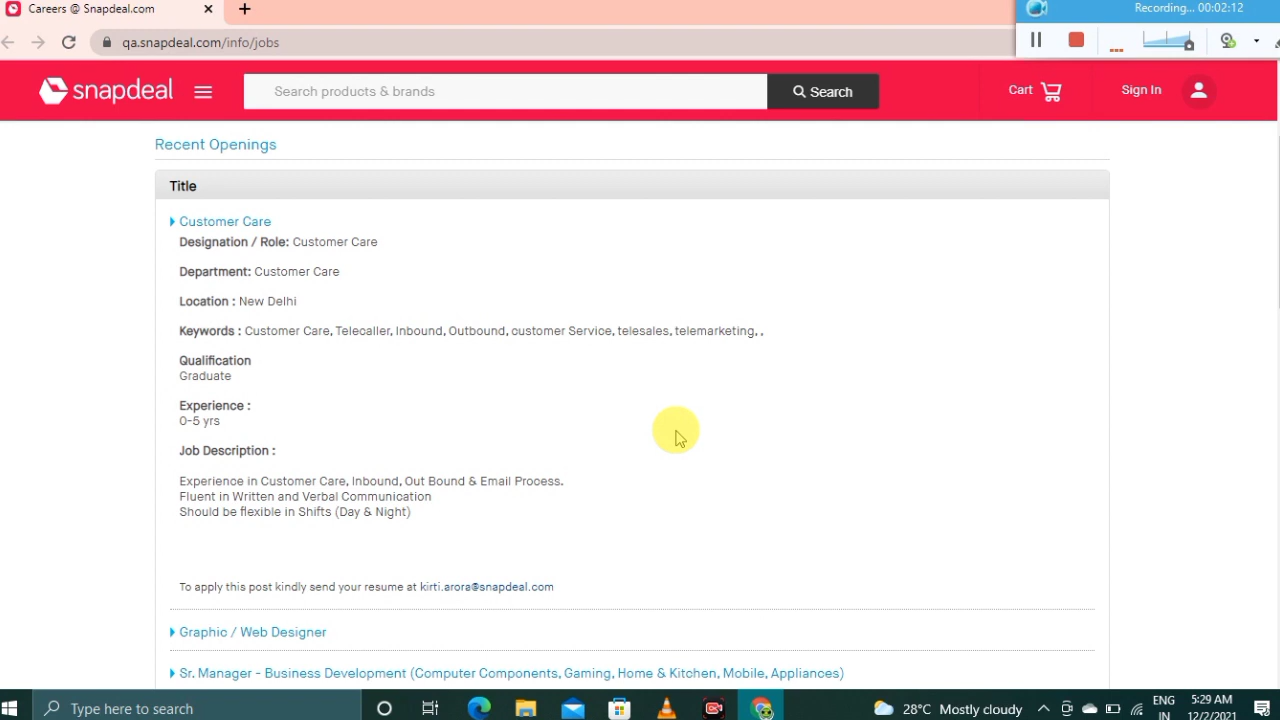 Careers @ Snapdeal.com
Recording... 00:02:12
qa.snapdeal.com/info/jobs
snapdeal
Search products & brands
Search
Cart
Sign In
Recent Openings
Title
Customer Care
Designation / Role: Customer Care
Department: Customer Care
Location : New Delhi
Keywords : Customer Care, Telecaller, Inbound, Outbound, customer Service, telesales, telemarketing, ,
Qualification
Graduate
Experience :
0-5 yrs
Job Description :
Experience in Customer Care, Inbound, Out Bound & Email Process.
Fluent in Written and Verbal Communication
Should be flexible in Shifts (Day & Night)
To apply this post kindly send your resume at kirti.arora@snapdeal.com
Graphic / Web Designer
Sr. Manager - Business Development (Computer Components, Gaming, Home & Kitchen, Mobile, Appliances)
Type here to search
28°C Mostly cloudy
ENG
IN
5:29 AM
12/2/2021